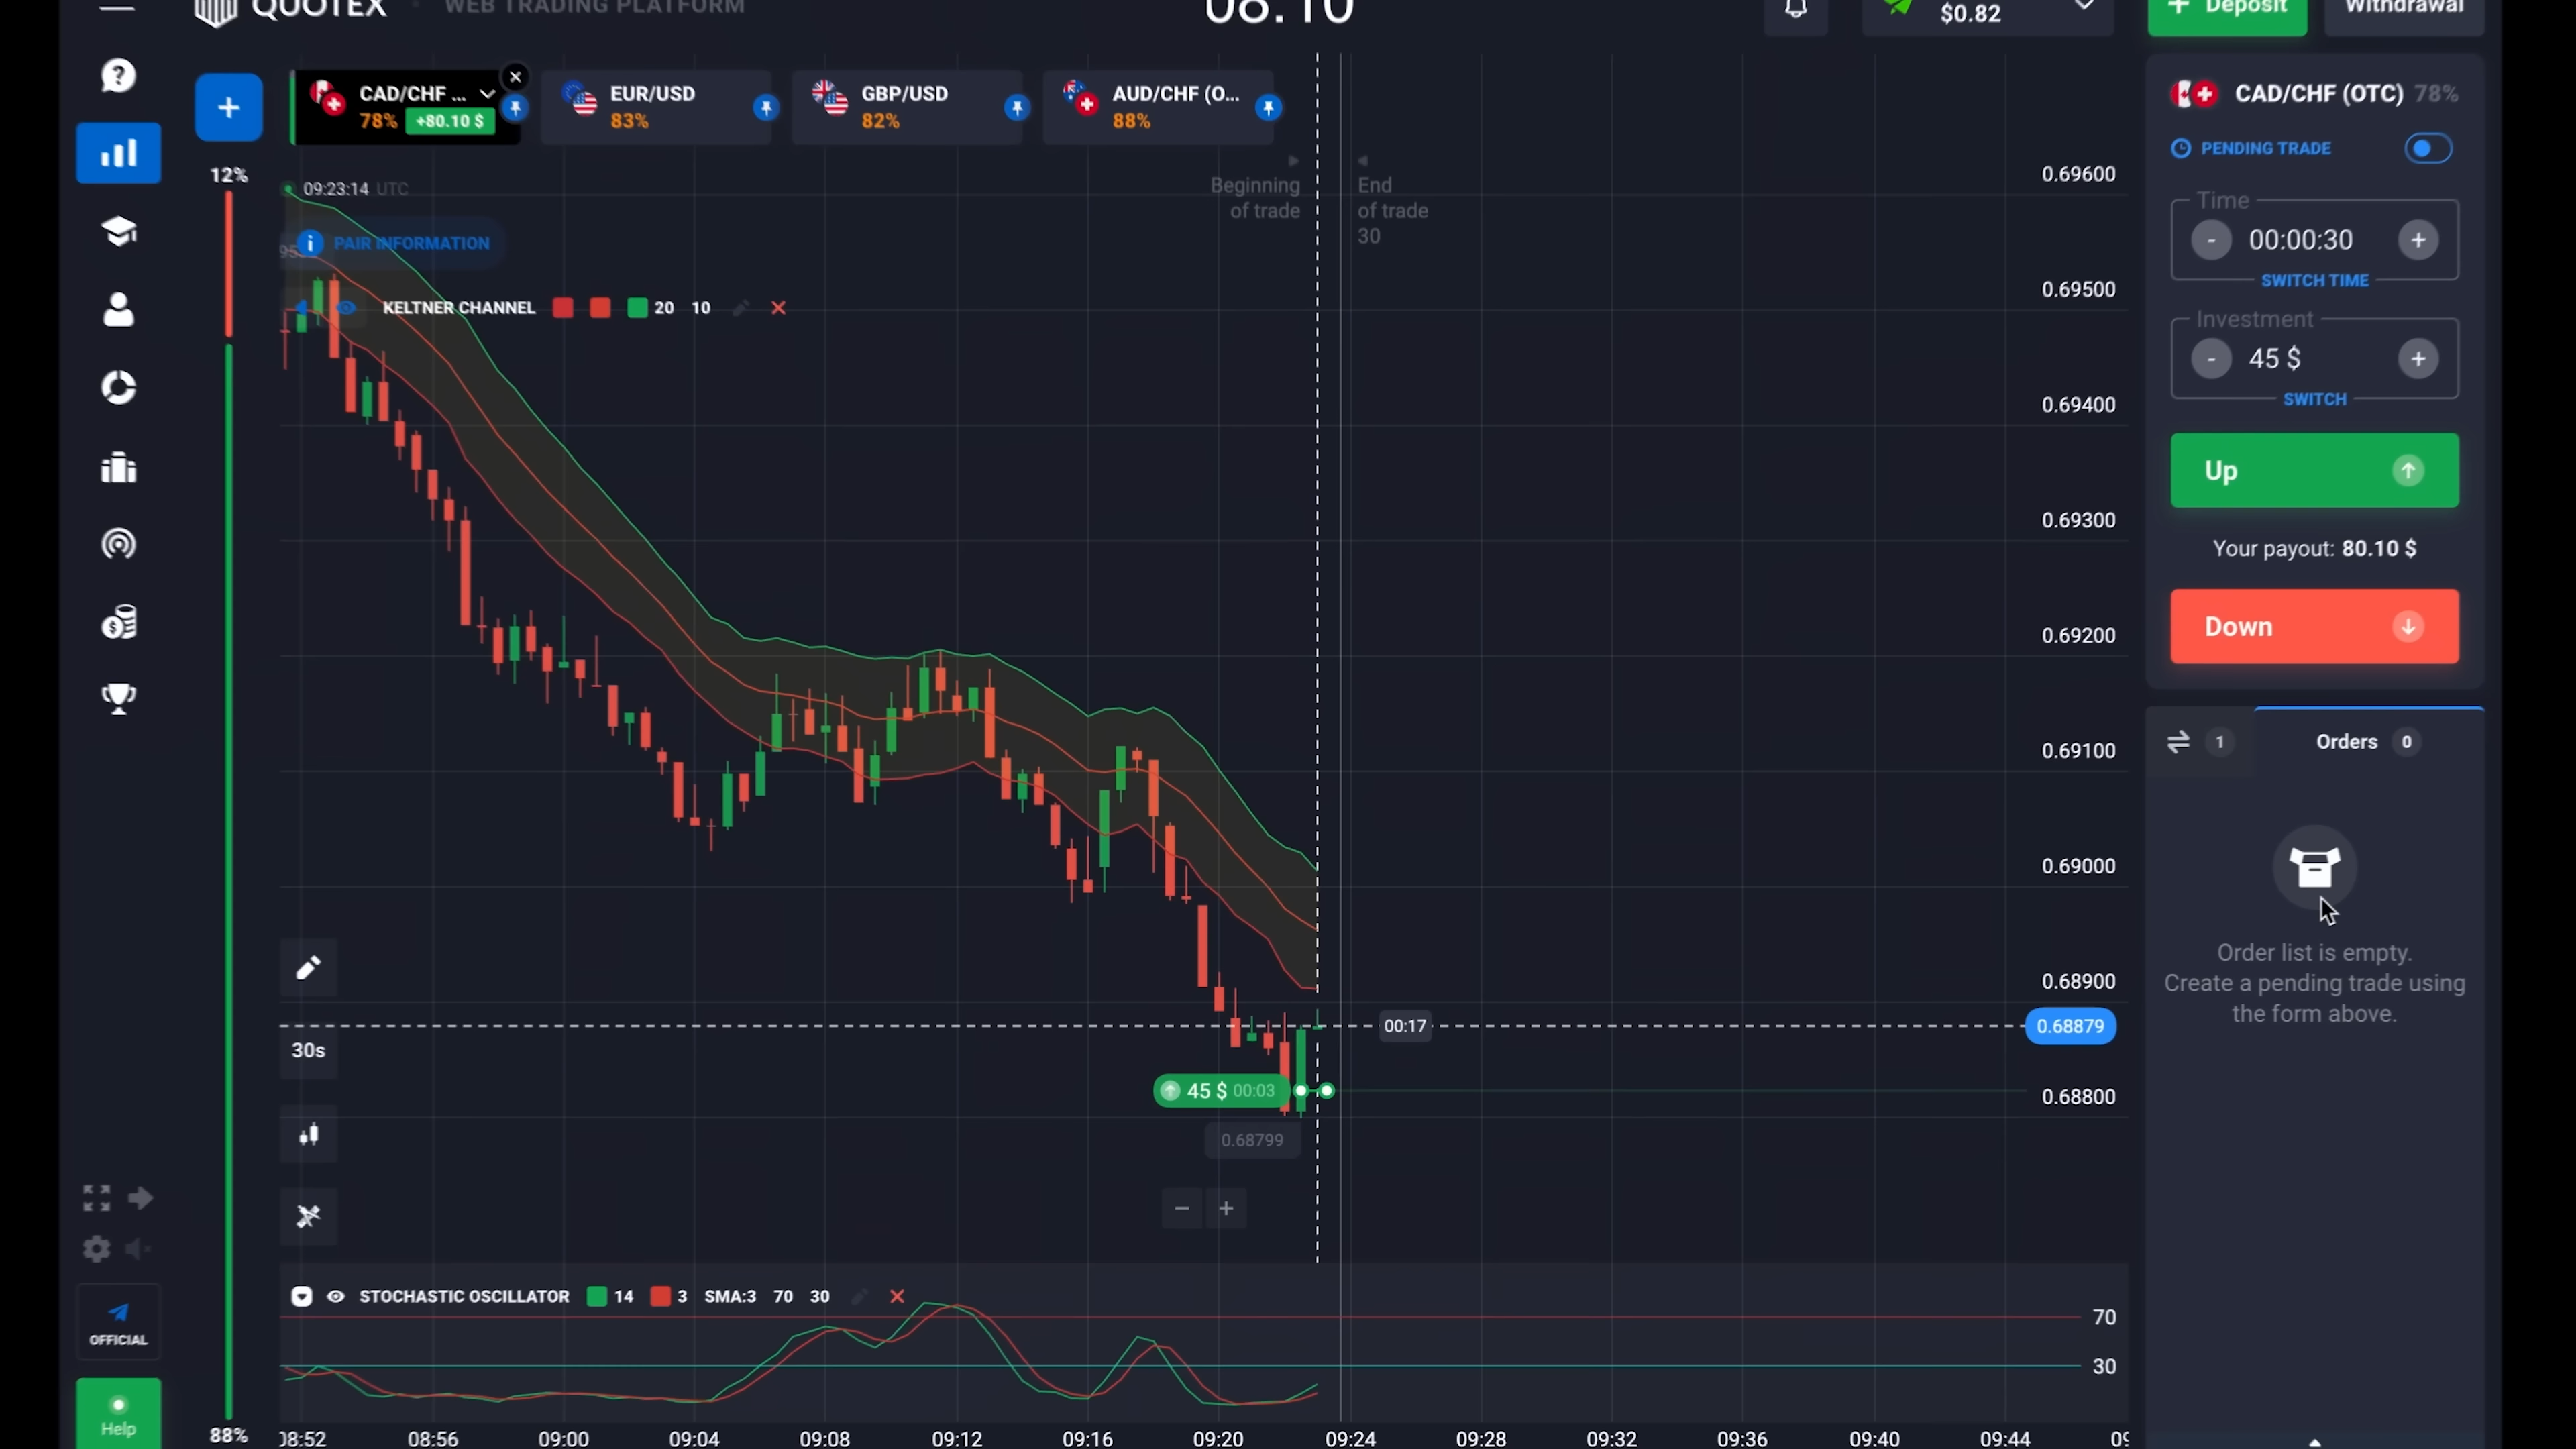 QUOTEX
WEB TRADING PLATFORM
08:10
$0.82
+ Deposit
Withdrawal
+
CAD/CHF ...
78% +80.10 $
EUR/USD
83%
GBP/USD
82%
AUD/CHF (O...
88%
12%
09:23:14 UTC
PAIR INFORMATION
KELTNER CHANNEL 20 10
Beginning
of trade
End
of trade
30
0.69600
0.69500
0.69400
0.69300
0.69200
0.69100
0.69000
0.68900
0.68879
0.68800
00:17
45 $ 00:03
0.68799
30s
STOCHASTIC OSCILLATOR 14 3 SMA:3 70 30
70
30
OFFICIAL
Help
88%
08:52 08:56 09:00 09:04 09:08 09:12 09:16 09:20 09:24 09:28 09:32 09:36 09:40 09:44
CAD/CHF (OTC) 78%
PENDING TRADE
Time
- 00:00:30 +
SWITCH TIME
Investment
- 45 $ +
SWITCH
Up
Your payout: 80.10 $
Down
1
Orders 0
Order list is empty.
Create a pending trade using
the form above.